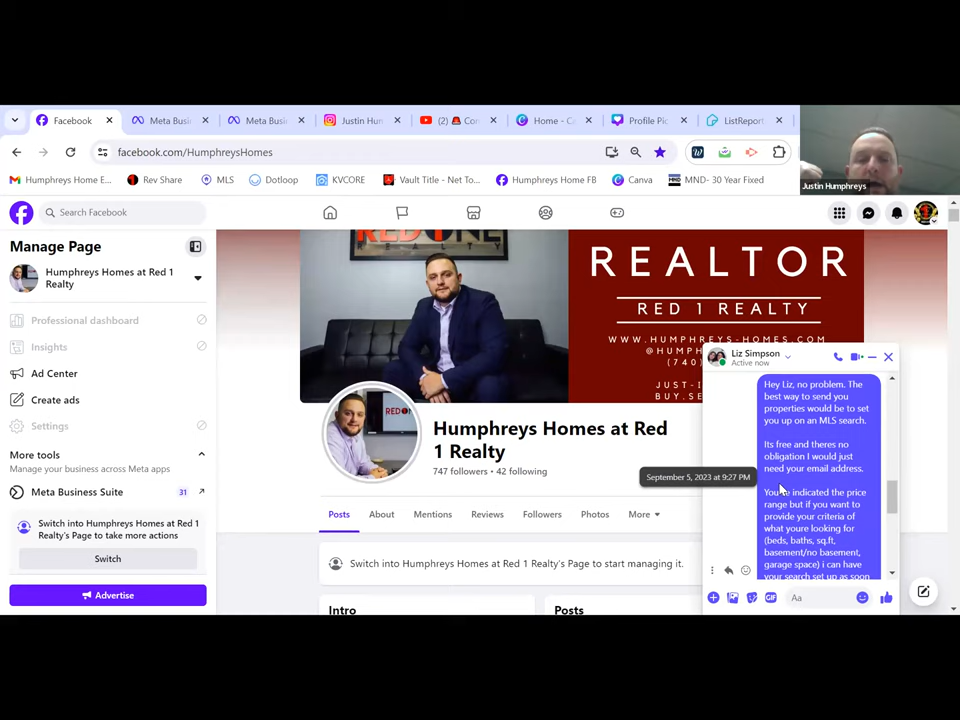 Facebook
Meta Busi
Meta Busi
Justin Hun
(2)
Con
Home - Ca
Profile Pic
ListReport
facebook.com/HumphreysHomes
Humphreys Home E...
Rev Share
MLS
Dotloop
KVCORE
Vault Title - Net To...
Humphreys Home FB
Canva
MND- 30 Year Fixed
Justin Humphreys
Search Facebook
Manage Page
Humphreys Homes at Red 1
Realty
Professional dashboard
Insights
Ad Center
Create ads
Settings
More tools
Manage your business across Meta apps
Meta Business Suite
31
Switch into Humphreys Homes at Red 1
Realty's Page to take more actions
Switch
Advertise
RED ONE
REALTY
REALTOR
RED 1 REALTY
WWW.HUMPHREYS-HOMES.COM
@HUMPH
(740)
JUST-I
BUY.SE
Humphreys Homes at Red
1 Realty
747 followers • 42 following
Posts
About
Mentions
Reviews
Followers
Photos
More
Switch into Humphreys Homes at Red 1 Realty's Page to start managing it.
Intro
Posts
September 5, 2023 at 9:27 PM
Liz Simpson
Active now
Hey Liz, no problem. The
best way to send you
properties would be to set
you up on an MLS search.
Its free and theres no
obligation I would just
need your email address.
indicated the price
range but if you want to
provide your criteria of
what youre looking for
(beds, baths, sq.ft,
basement/no basement,
garage space) i can have
your search set up as soon
GIF
Aa